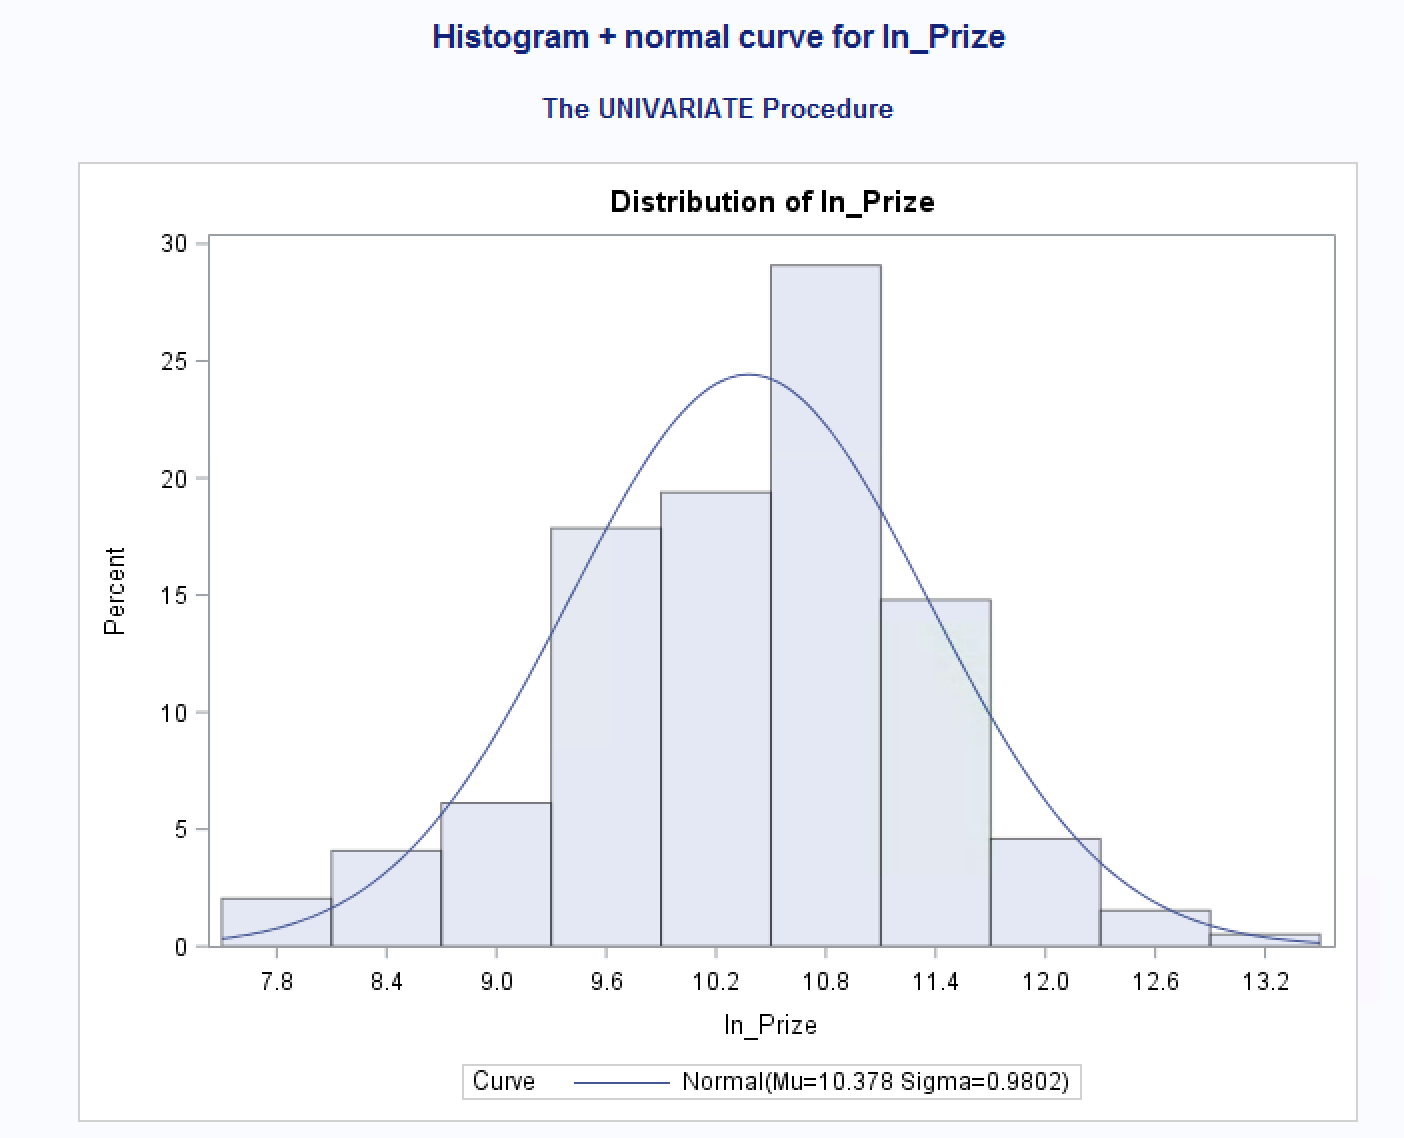 Histogram + normal curve for ln_Prize
The UNIVARIATE Procedure
Distribution of ln_Prize
30
25
20
15
10
5
0
Percent
7.8 8.4 9.0 9.6 10.2 10.8 11.4 12.0 12.6 13.2
ln_Prize
Curve Normal(Mu=10.378 Sigma=0.9802)